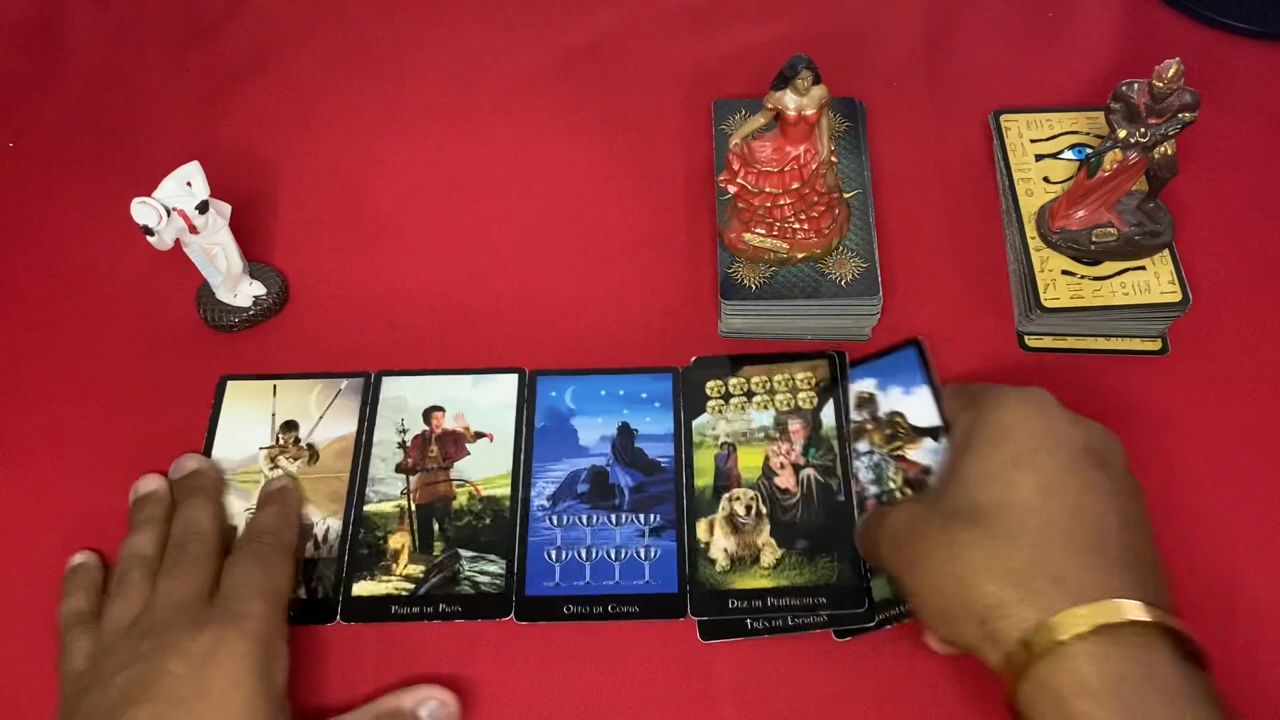 PAJEM DE PAUS
OITO DE COPAS
DEZ DE PENTÁCULOS
TRÊS DE ESPADAS